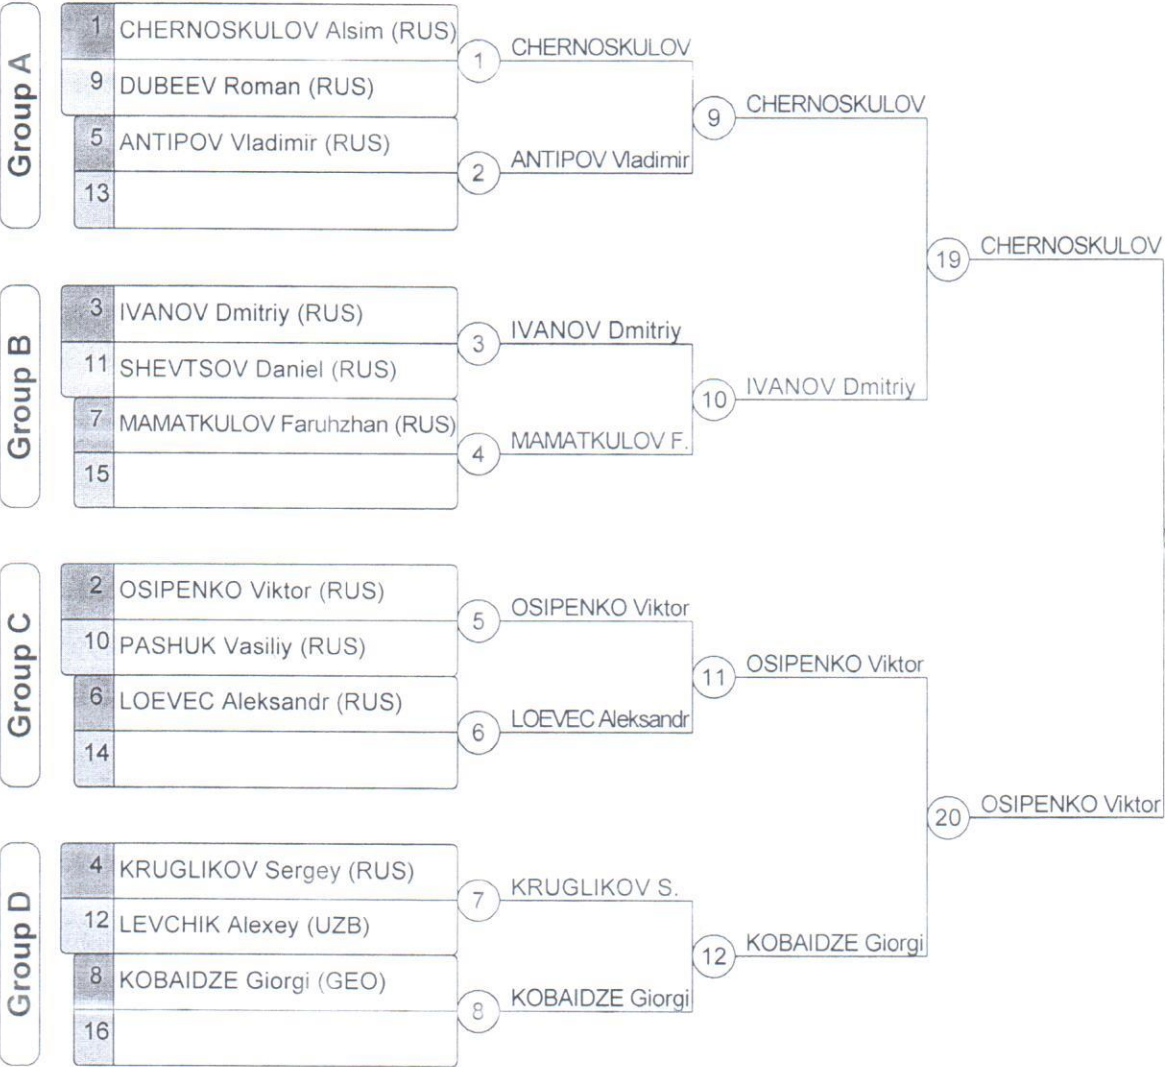 Group A
1 CHERNOSKULOV Alsim (RUS)
9 DUBEEV Roman (RUS)
5 ANTIPOV Vladimir (RUS)
13
1 CHERNOSKULOV
2 ANTIPOV Vladimir
9 CHERNOSKULOV
19 CHERNOSKULOV
Group B
3 IVANOV Dmitriy (RUS)
11 SHEVTSOV Daniel (RUS)
7 MAMATKULOV Faruhzhan (RUS)
15
3 IVANOV Dmitriy
4 MAMATKULOV F.
10 IVANOV Dmitriy
Group C
2 OSIPENKO Viktor (RUS)
10 PASHUK Vasiliy (RUS)
6 LOEVEC Aleksandr (RUS)
14
5 OSIPENKO Viktor
6 LOEVEC Aleksandr
11 OSIPENKO Viktor
20 OSIPENKO Viktor
Group D
4 KRUGLIKOV Sergey (RUS)
12 LEVCHIK Alexey (UZB)
8 KOBAIDZE Giorgi (GEO)
16
7 KRUGLIKOV S.
8 KOBAIDZE Giorgi
12 KOBAIDZE Giorgi